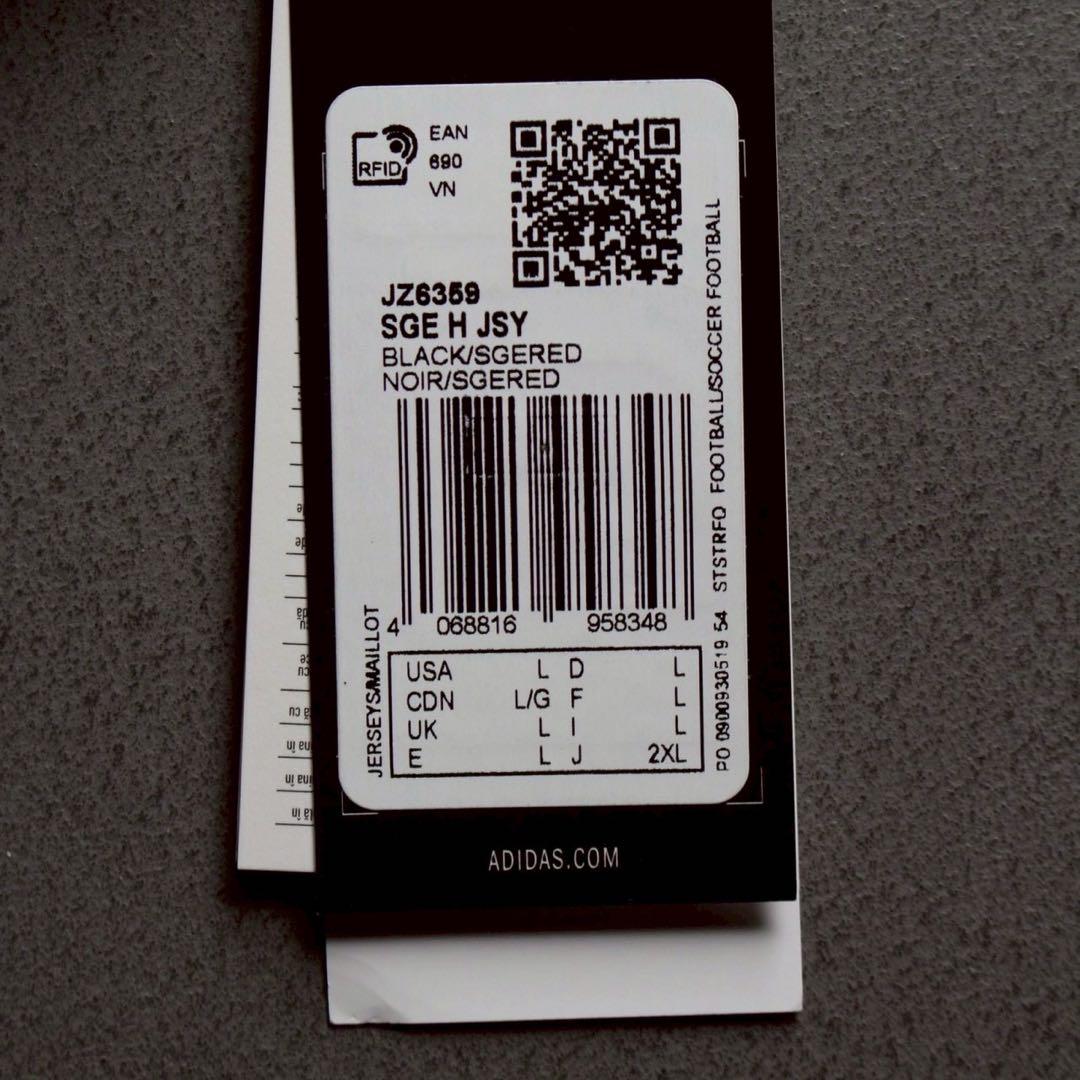 RFID
EAN
690
VN
JZ6359
SGE H JSY
BLACK/SGERED
NOIR/SGERED
4 068816 958348
JERSEYS/MAILLOT
USA L D L
CDN L/G F L
UK L I L
E L J 2XL
PO 0900930519 54 STSTRFO FOOTBALL/SOCCER FOOTBALL
ADIDAS.COM